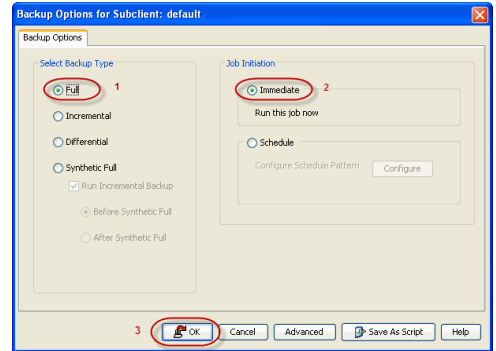 Backup Options for Subclient: default
Backup Options
Select Backup Type
Full 1
Incremental
Differential
Synthetic Full
Run Incremental Backup
Before Synthetic Full
After Synthetic Full
Job Initiation
Immediate 2
Run this job now
Schedule
Configure Schedule Pattern Configure
3 OK Cancel Advanced Save As Script Help